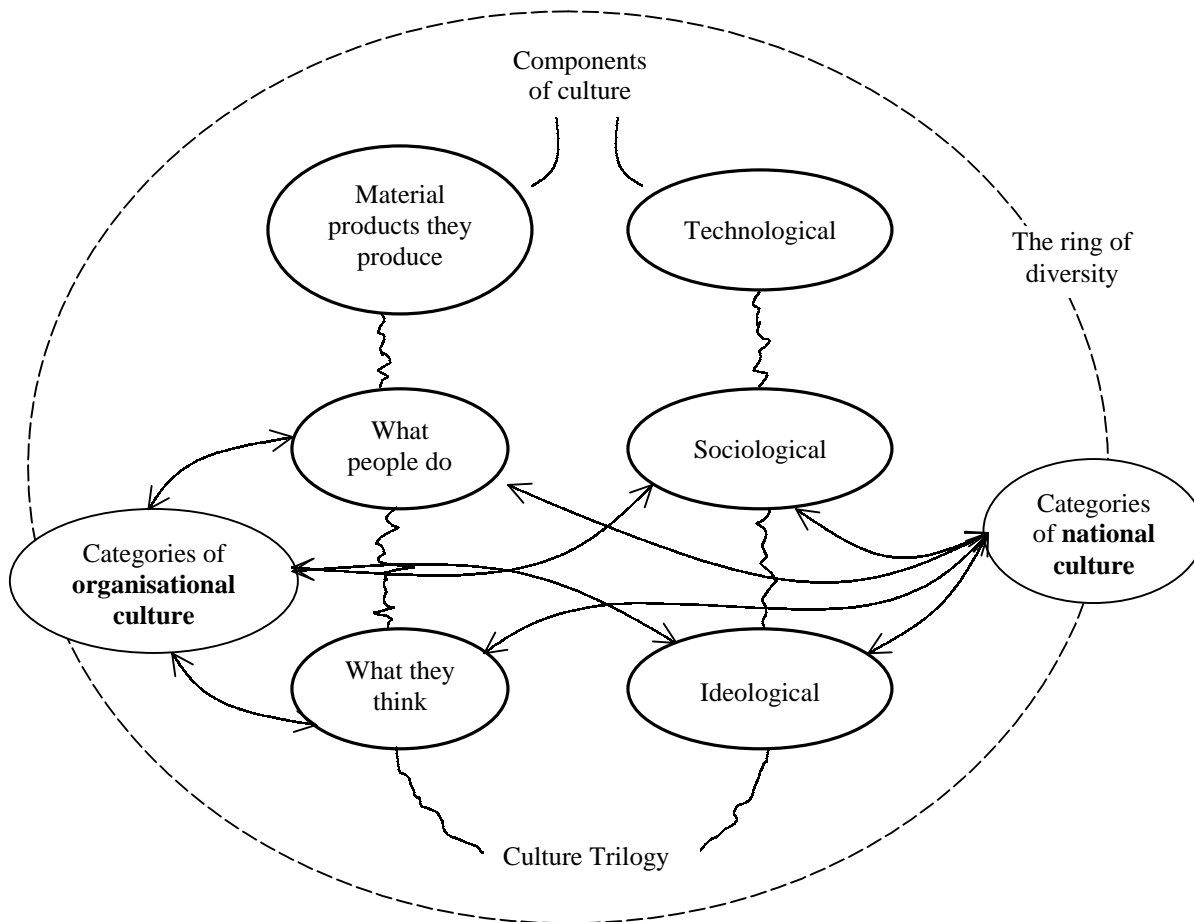 Components
of culture
Material
products they
produce
Technological
The ring of
diversity
What
people do
Sociological
Categories of
organisational
culture
Categories
of national
culture
What they
think
Ideological
Culture Trilogy